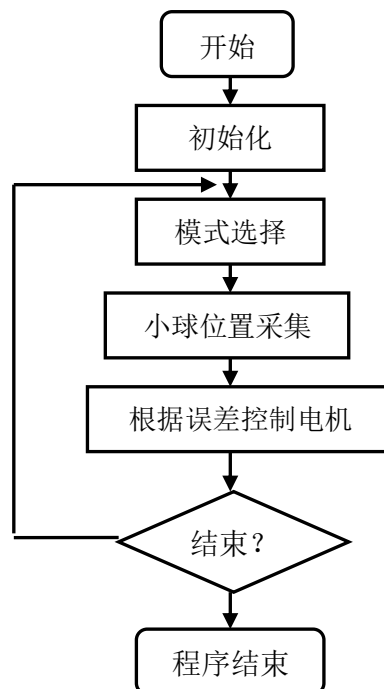 开始
初始化
模式选择
小球位置采集
根据误差控制电机
结束？
程序结束